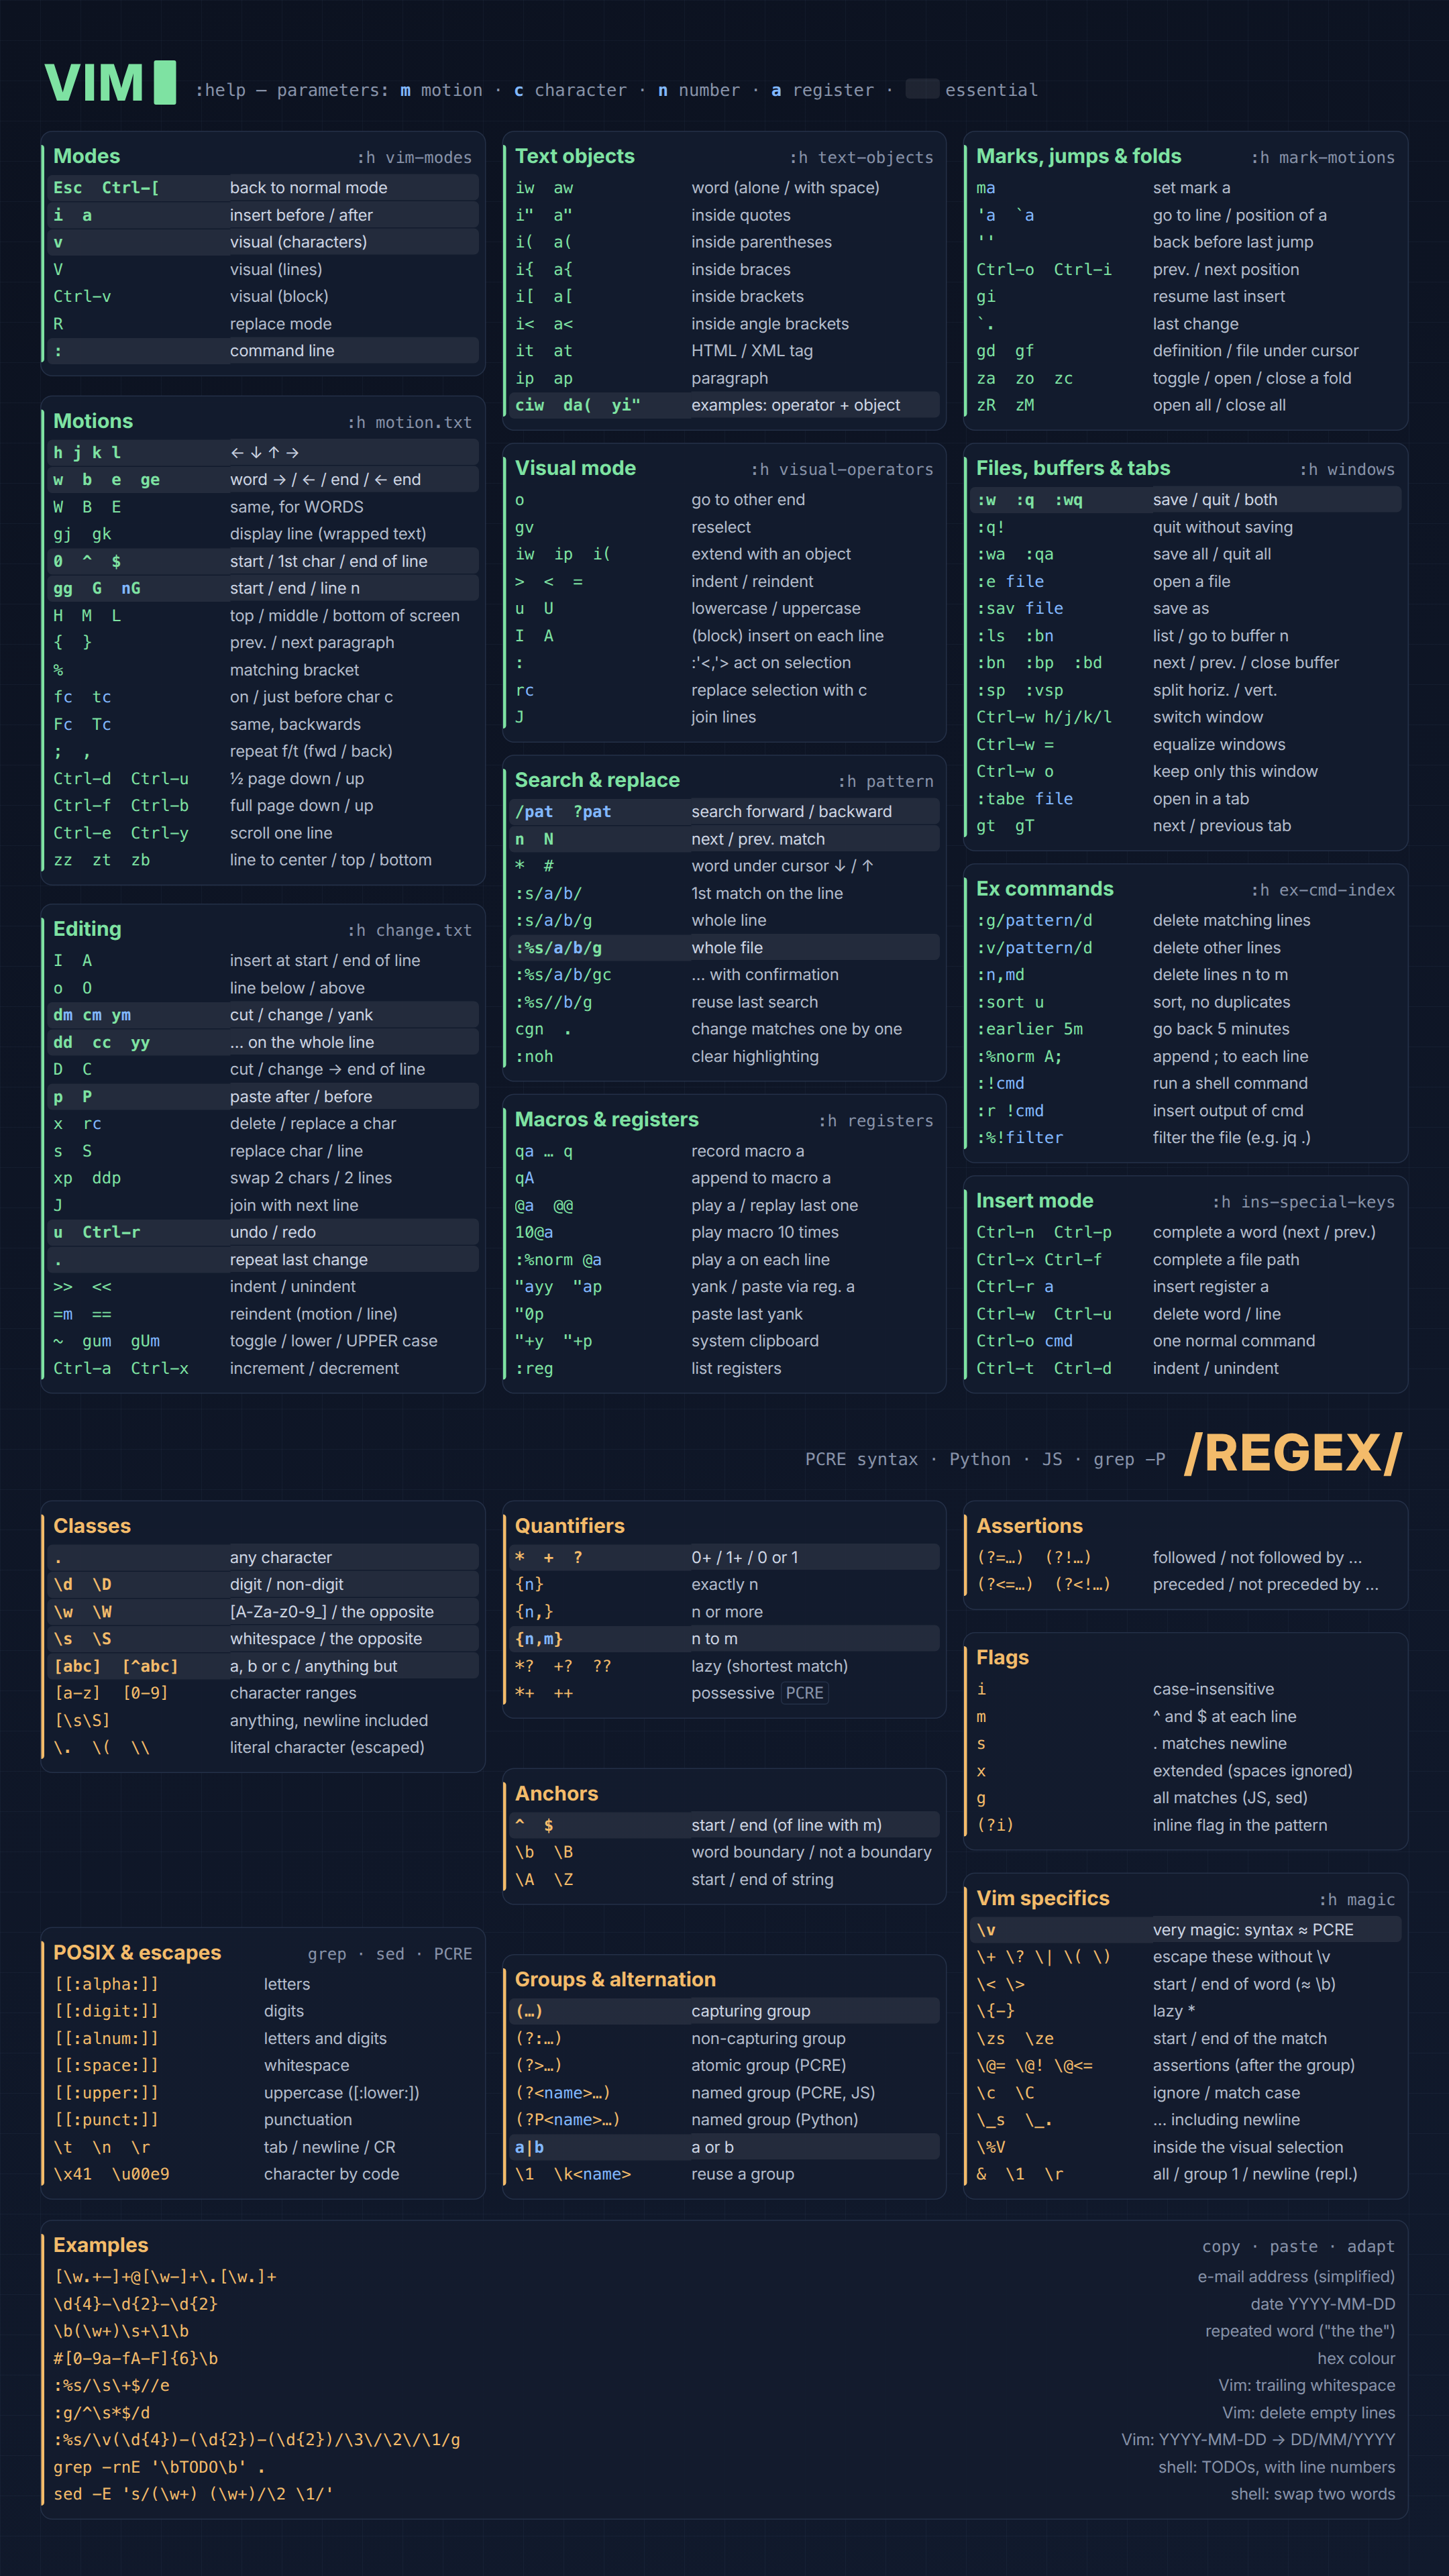 VIM
:help – parameters: m motion · c character · n number · a register · essential
Modes :h vim-modes
Esc Ctrl-[ back to normal mode
i a insert before / after
v visual (characters)
V visual (lines)
Ctrl-v visual (block)
R replace mode
: command line
Motions :h motion.txt
h j k l ← ↓ ↑ →
w b e ge word → / ← / end / ← end
W B E same, for WORDS
gj gk display line (wrapped text)
0 ^ $ start / 1st char / end of line
gg G nG start / end / line n
H M L top / middle / bottom of screen
{ } prev. / next paragraph
% matching bracket
fc tc on / just before char c
Fc Tc same, backwards
; , repeat f/t (fwd / back)
Ctrl-d Ctrl-u ½ page down / up
Ctrl-f Ctrl-b full page down / up
Ctrl-e Ctrl-y scroll one line
zz zt zb line to center / top / bottom
Editing :h change.txt
I A insert at start / end of line
o O line below / above
dm cm ym cut / change / yank
dd cc yy … on the whole line
D C cut / change → end of line
p P paste after / before
x rc delete / replace a char
s S replace char / line
xp ddp swap 2 chars / 2 lines
J join with next line
u Ctrl-r undo / redo
. repeat last change
>> << indent / unindent
=m == reindent (motion / line)
~ gum gUm toggle / lower / UPPER case
Ctrl-a Ctrl-x increment / decrement
Text objects :h text-objects
iw aw word (alone / with space)
i" a" inside quotes
i( a( inside parentheses
i{ a{ inside braces
i[ a[ inside brackets
i< a< inside angle brackets
it at HTML / XML tag
ip ap paragraph
ciw da( yi" examples: operator + object
Visual mode :h visual-operators
o go to other end
gv reselect
iw ip i( extend with an object
> < = indent / reindent
u U lowercase / uppercase
I A (block) insert on each line
: :'<,'> act on selection
rc replace selection with c
J join lines
Search & replace :h pattern
/pat ?pat search forward / backward
n N next / prev. match
* # word under cursor ↓ / ↑
:s/a/b/ 1st match on the line
:s/a/b/g whole line
:%s/a/b/g whole file
:%s/a/b/gc … with confirmation
:%s//b/g reuse last search
cgn . change matches one by one
:noh clear highlighting
Macros & registers :h registers
qa … q record macro a
qA append to macro a
@a @@ play a / replay last one
10@a play macro 10 times
:%norm @a play a on each line
"ayy "ap yank / paste via reg. a
"0p paste last yank
"+y "+p system clipboard
:reg list registers
Marks, jumps & folds :h mark-motions
ma set mark a
'a `a go to line / position of a
'' back before last jump
Ctrl-o Ctrl-i prev. / next position
gi resume last insert
`. last change
gd gf definition / file under cursor
za zo zc toggle / open / close a fold
zR zM open all / close all
Files, buffers & tabs :h windows
:w :q :wq save / quit / both
:q! quit without saving
:wa :qa save all / quit all
:e file open a file
:sav file save as
:ls :bn list / go to buffer n
:bn :bp :bd next / prev. / close buffer
:sp :vsp split horiz. / vert.
Ctrl-w h/j/k/l switch window
Ctrl-w = equalize windows
Ctrl-w o keep only this window
:tabe file open in a tab
gt gT next / previous tab
Ex commands :h ex-cmd-index
:g/pattern/d delete matching lines
:v/pattern/d delete other lines
:n,md delete lines n to m
:sort u sort, no duplicates
:earlier 5m go back 5 minutes
:%norm A; append ; to each line
:!cmd run a shell command
:r !cmd insert output of cmd
:%!filter filter the file (e.g. jq .)
Insert mode :h ins-special-keys
Ctrl-n Ctrl-p complete a word (next / prev.)
Ctrl-x Ctrl-f complete a file path
Ctrl-r a insert register a
Ctrl-w Ctrl-u delete word / line
Ctrl-o cmd one normal command
Ctrl-t Ctrl-d indent / unindent
PCRE syntax · Python · JS · grep -P /REGEX/
Classes
. any character
\d \D digit / non-digit
\w \W [A-Za-z0-9_] / the opposite
\s \S whitespace / the opposite
[abc] [^abc] a, b or c / anything but
[a-z] [0-9] character ranges
[\s\S] anything, newline included
\. \( \\ literal character (escaped)
POSIX & escapes grep · sed · PCRE
[[:alpha:]] letters
[[:digit:]] digits
[[:alnum:]] letters and digits
[[:space:]] whitespace
[[:upper:]] uppercase ([:lower:])
[[:punct:]] punctuation
\t \n \r tab / newline / CR
\x41 \u00e9 character by code
Quantifiers
* + ? 0+ / 1+ / 0 or 1
{n} exactly n
{n,} n or more
{n,m} n to m
*? +? ?? lazy (shortest match)
*+ ++ possessive PCRE
Anchors
^ $ start / end (of line with m)
\b \B word boundary / not a boundary
\A \Z start / end of string
Groups & alternation
(…) capturing group
(?:…) non-capturing group
(?>…) atomic group (PCRE)
(?<name>…) named group (PCRE, JS)
(?P<name>…) named group (Python)
a|b a or b
\1 \k<name> reuse a group
Assertions
(?=…) (?!…) followed / not followed by …
(?<=…) (?<!…) preceded / not preceded by …
Flags
i case-insensitive
m ^ and $ at each line
s . matches newline
x extended (spaces ignored)
g all matches (JS, sed)
(?i) inline flag in the pattern
Vim specifics :h magic
\v very magic: syntax ≈ PCRE
\+ \? \| \( \) escape these without \v
\< \> start / end of word (≈ \b)
\{-} lazy *
\zs \ze start / end of the match
\@= \@! \@<= assertions (after the group)
\c \C ignore / match case
\_s \_. … including newline
\%V inside the visual selection
& \1 \r all / group 1 / newline (repl.)
Examples copy · paste · adapt
[\w.+-]+@[\w-]+\.[\w.]+ e-mail address (simplified)
\d{4}-\d{2}-\d{2} date YYYY-MM-DD
\b(\w+)\s+\1\b repeated word ("the the")
#[0-9a-fA-F]{6}\b hex colour
:%s/\s\+$//e Vim: trailing whitespace
:g/^\s*$/d Vim: delete empty lines
:%s/\v(\d{4})-(\d{2})-(\d{2})/\3\/\2\/\1/g Vim: YYYY-MM-DD → DD/MM/YYYY
grep -rnE '\bTODO\b' . shell: TODOs, with line numbers
sed -E 's/(\w+) (\w+)/\2 \1/' shell: swap two words